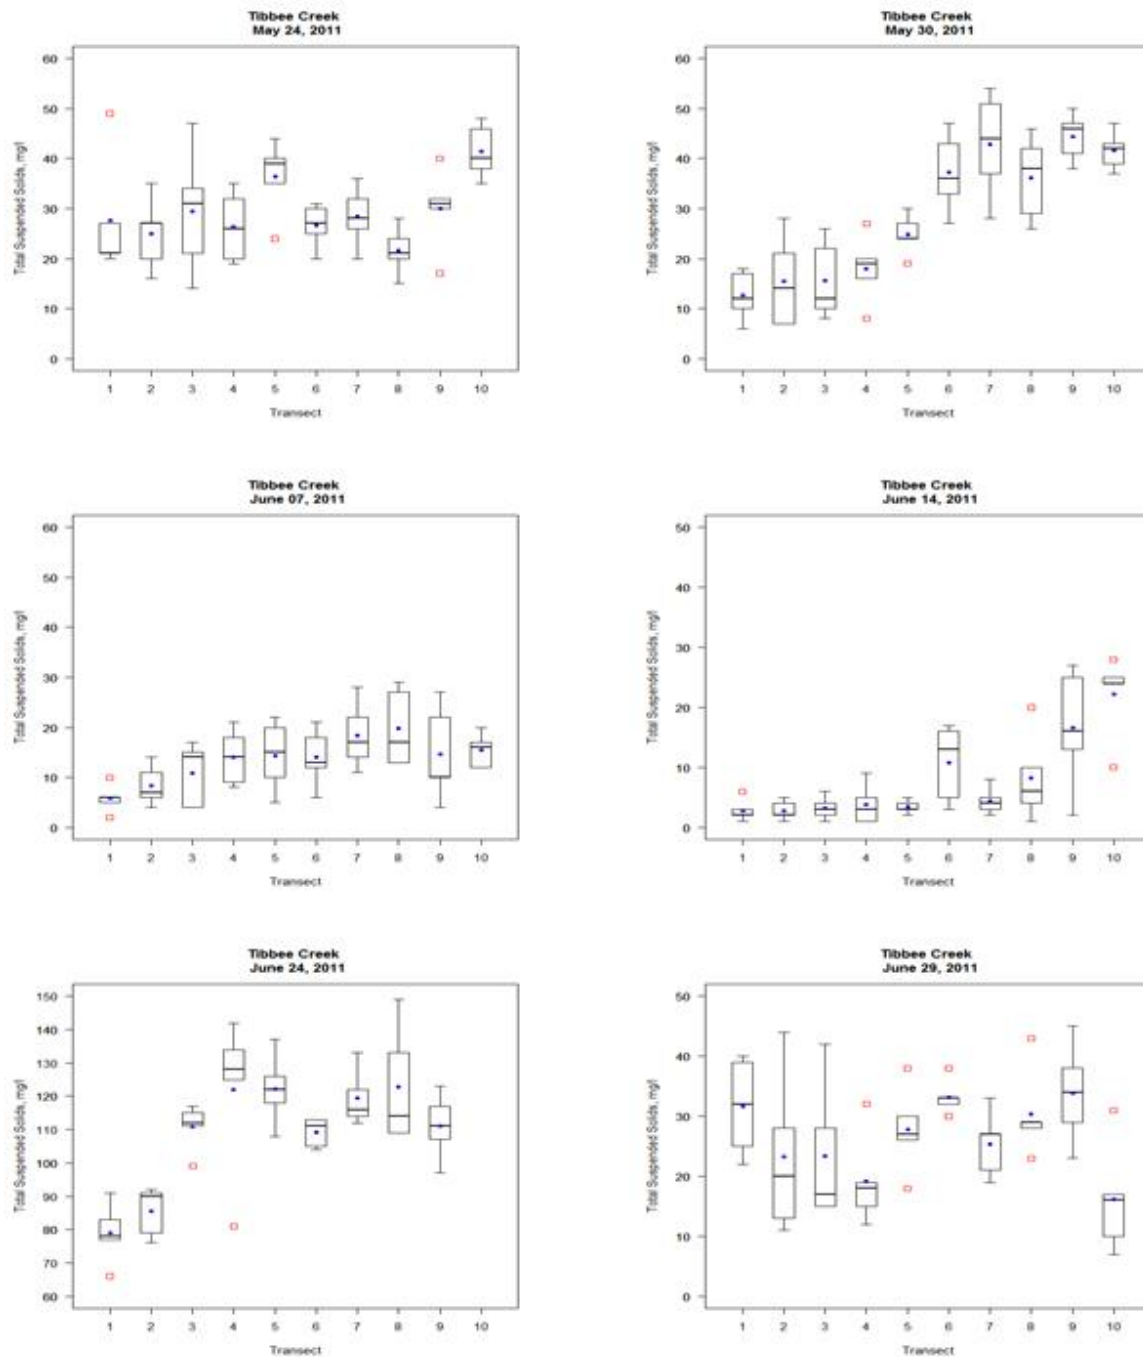 Tibbee Creek
May 24, 2011
60
50
40
30
20
10
0
Total Suspended Solids, mg/l
1 2 3 4 5 6 7 8 9 10
Transect
Tibbee Creek
May 30, 2011
60
50
40
30
20
10
0
Total Suspended Solids, mg/l
1 2 3 4 5 6 7 8 9 10
Transect
Tibbee Creek
June 07, 2011
60
50
40
30
20
10
0
Total Suspended Solids, mg/l
1 2 3 4 5 6 7 8 9 10
Transect
Tibbee Creek
June 14, 2011
50
40
30
20
10
0
Total Suspended Solids, mg/l
1 2 3 4 5 6 7 8 9 10
Transect
Tibbee Creek
June 24, 2011
150
140
130
120
110
100
90
80
70
60
Total Suspended Solids, mg/l
1 2 3 4 5 6 7 8 9 10
Transect
Tibbee Creek
June 29, 2011
50
40
30
20
10
0
Total Suspended Solids, mg/l
1 2 3 4 5 6 7 8 9 10
Transect